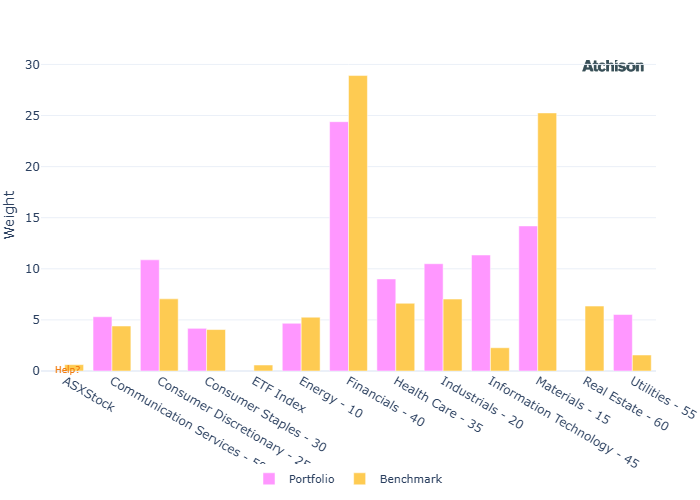 Atchison
Weight
30
25
20
15
10
5
0
Help?
ASXStock
Communication Services - 50
Consumer Discretionary - 25
Consumer Staples - 30
ETF Index
Energy - 10
Financials - 40
Health Care - 35
Industrials - 20
Information Technology - 45
Materials - 15
Real Estate - 60
Utilities - 55
Portfolio
Benchmark